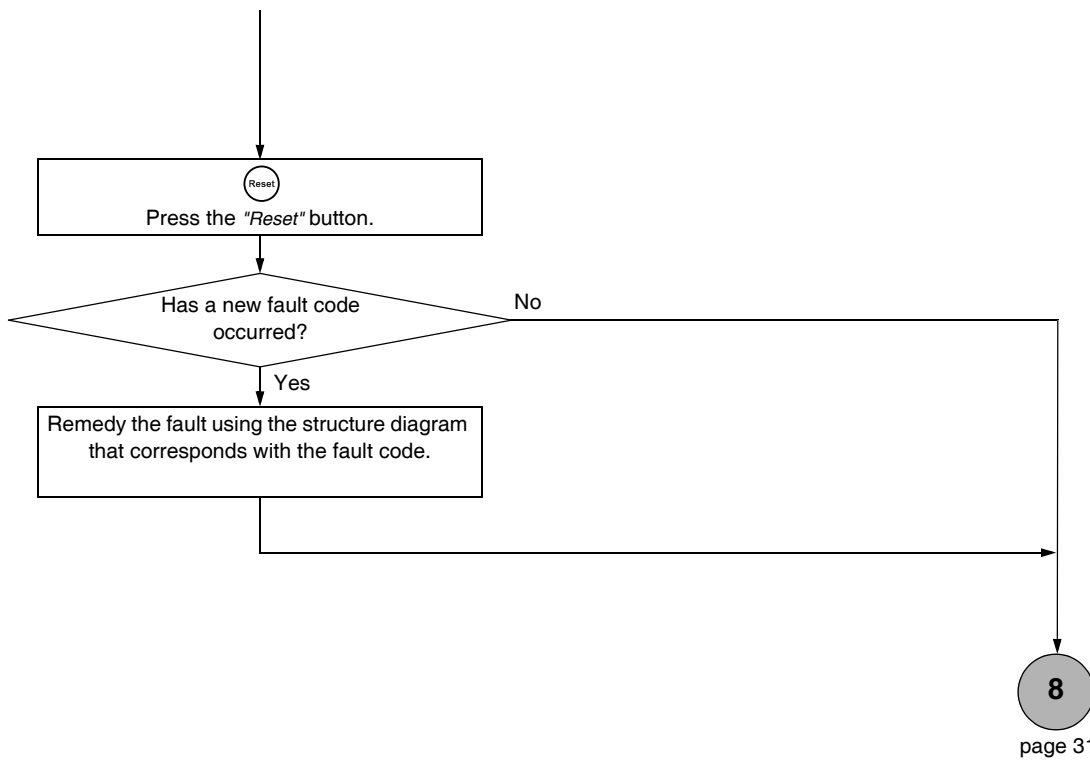 Reset
Press the "Reset" button.
Has a new fault code
occurred?
No
Yes
Remedy the fault using the structure diagram
that corresponds with the fault code.
8
page 31